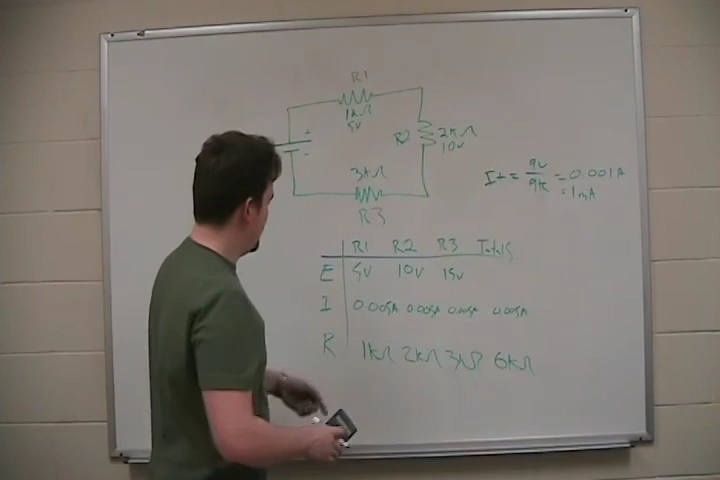 R1
1kΩ
5v
+
-
R2
2kΩ
10v
3kΩ
R3
It = 9v/9k = 0.001A
= 1mA
R1 R2 R3 Totals
E 5v 10v 15v
I 0.005A 0.005A 0.005A 0.005A
R 1kΩ 2kΩ 3kΩ 6kΩ